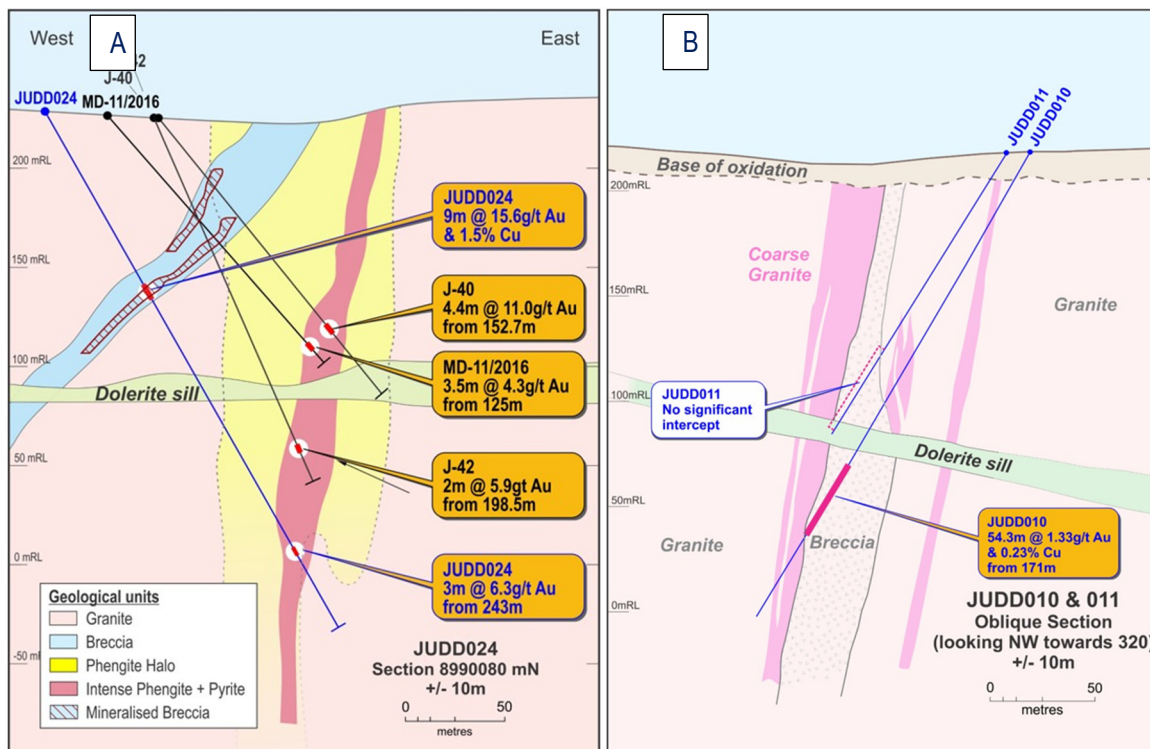 West
A
East
42
J-40
JUDD024
MD-11/2016
200 mRL
150 mRL
100 mRL
50 mRL
0 mRL
-50
Dolerite sill
JUDD024
9m @ 15.6g/t Au
& 1.5% Cu
J-40
4.4m @ 11.0g/t Au
from 152.7m
MD-11/2016
3.5m @ 4.3g/t Au
from 125m
J-42
2m @ 5.9gt Au
from 198.5m
JUDD024
3m @ 6.3g/t Au
from 243m
Geological units
Granite
Breccia
Phengite Halo
Intense Phengite + Pyrite
Mineralised Breccia
JUDD024
Section 8990080 mN
+/- 10m
0 50
metres
B
JUDD011
JUDD010
Base of oxidation
200mRL
150mRL
100mRL
50mRL
0mRL
Coarse
Granite
Granite
JUDD011
No significant
intercept
Dolerite sill
Granite
Breccia
JUDD010
54.3m @ 1.33g/t Au
& 0.23% Cu
from 171m
JUDD010 & 011
Oblique Section
(looking NW towards 320)
+/- 10m
0 50
metres